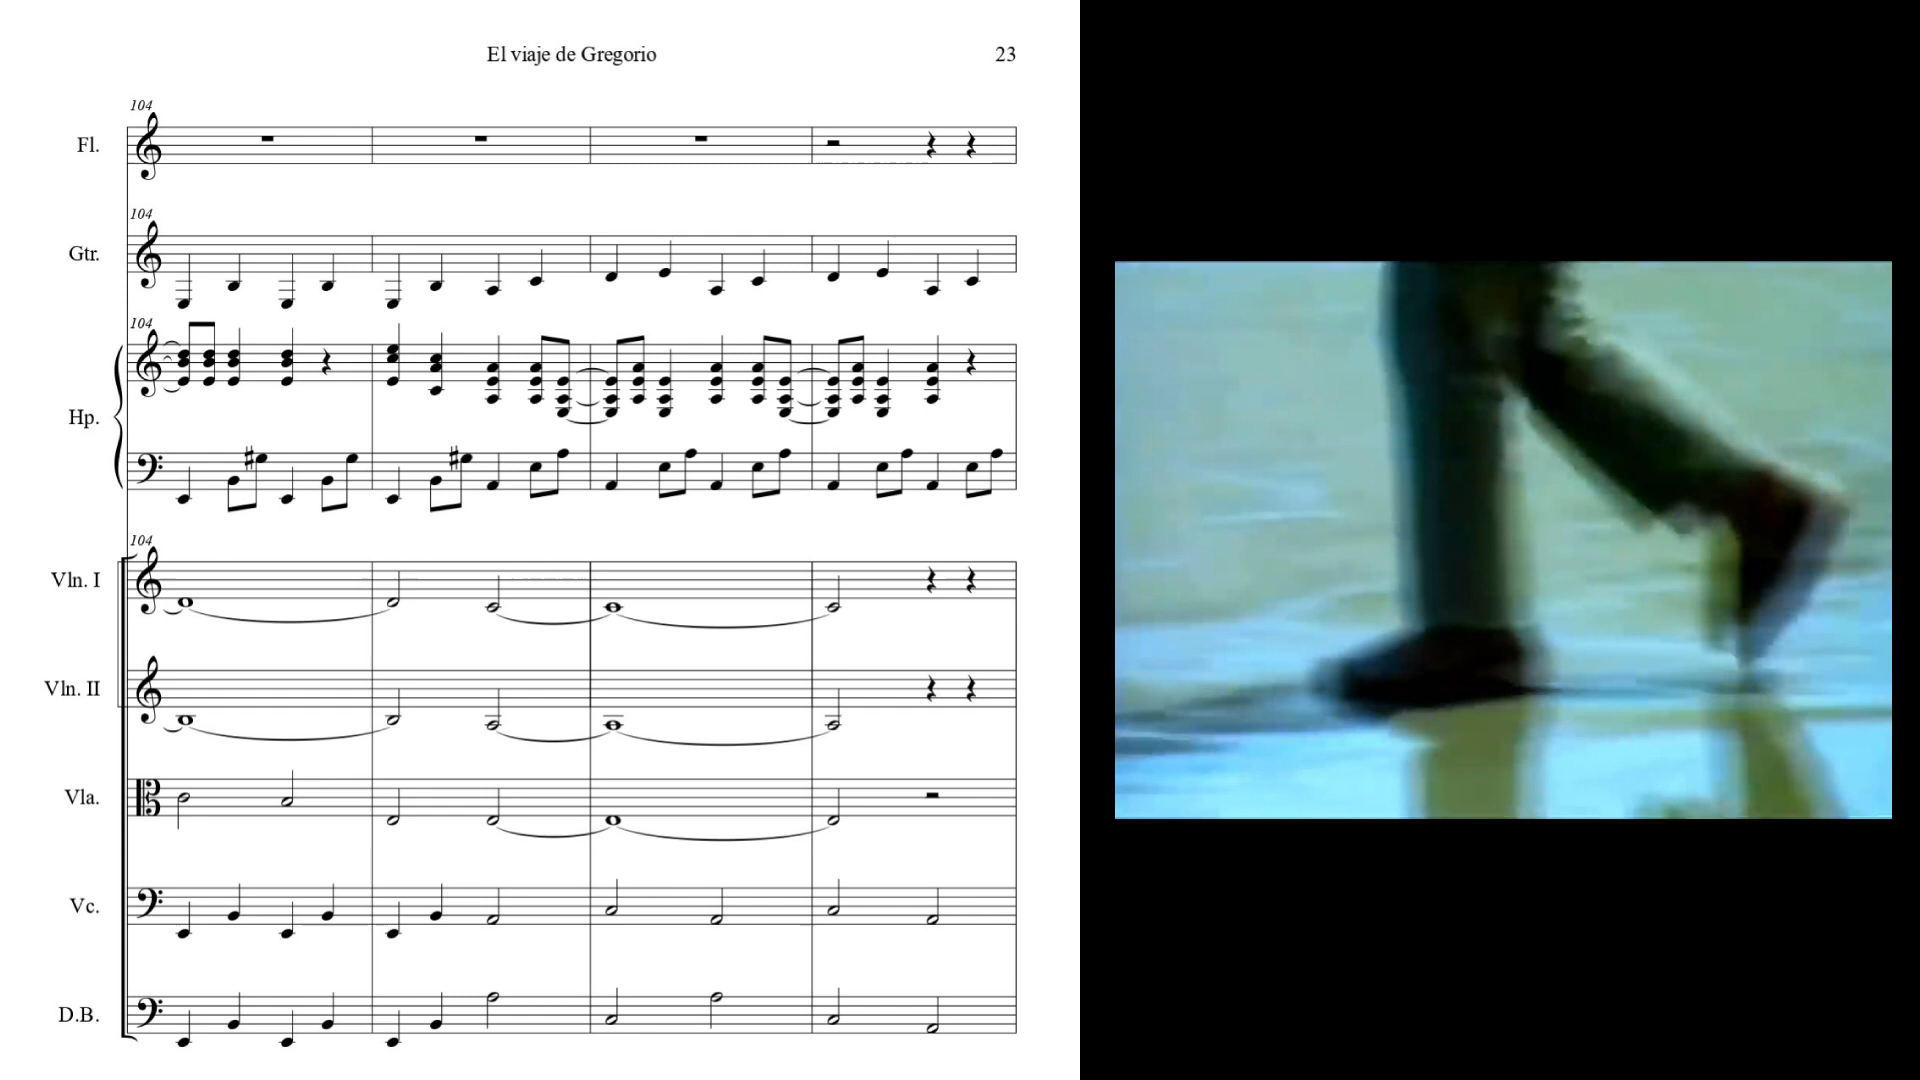 El viaje de Gregorio
23
104
Fl.
104
Gtr.
104
Hp.
104
Vln. I
Vln. II
Vla.
Vc.
D.B.